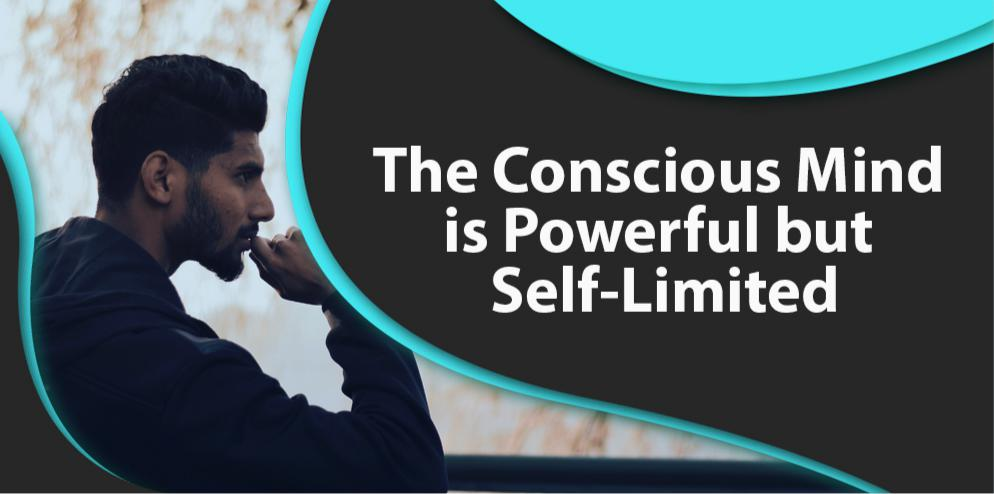 The Conscious Mind
is Powerful but
Self-Limited